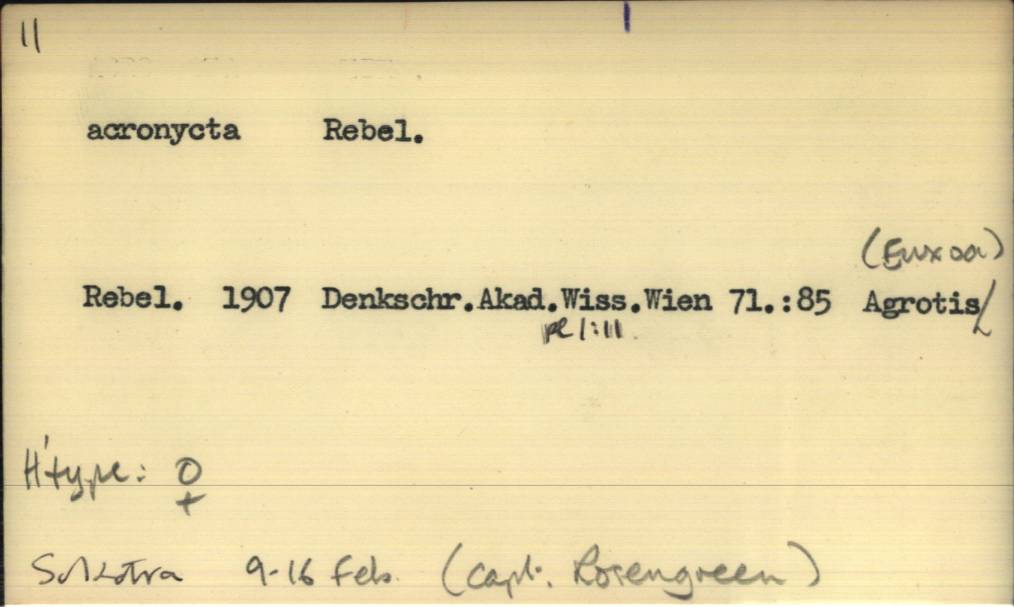 11
acronycta Rebel.
(Euxoa)
Rebel. 1907 Denkschr.Akad.Wiss.Wien 71.:85 Agrotis/
pl 1:11.
H'type: ♀
Sokotra 9-16 Feb. (Capt. Rosengreen)